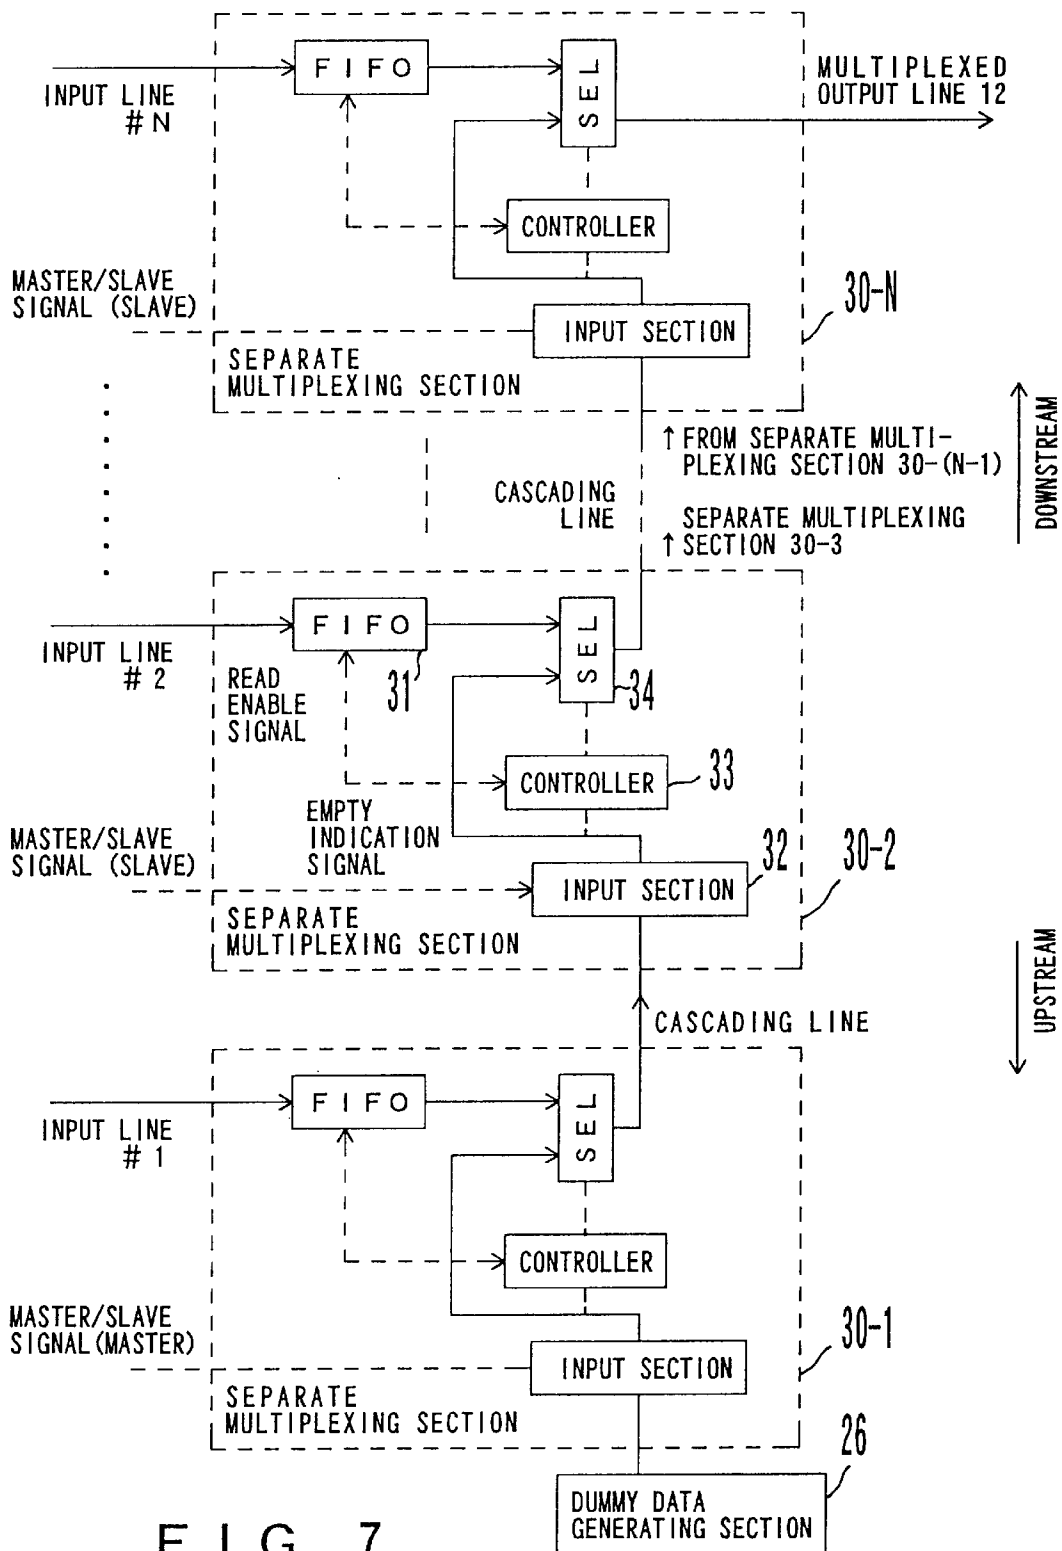 FIFO
SEL
INPUT LINE
#N
MULTIPLEXED
OUTPUT LINE 12
CONTROLLER
MASTER/SLAVE
SIGNAL (SLAVE)
INPUT SECTION
30-N
SEPARATE
MULTIPLEXING SECTION
↑ FROM SEPARATE MULTI-
PLEXING SECTION 30-(N-1)
CASCADING
LINE
SEPARATE MULTIPLEXING
↑ SECTION 30-3
DOWNSTREAM
FIFO
SEL
INPUT LINE
#2
31
34
READ
ENABLE
SIGNAL
CONTROLLER
33
EMPTY
INDICATION
SIGNAL
MASTER/SLAVE
SIGNAL (SLAVE)
INPUT SECTION
32
30-2
SEPARATE
MULTIPLEXING SECTION
UPSTREAM
CASCADING LINE
FIFO
SEL
INPUT LINE
#1
CONTROLLER
MASTER/SLAVE
SIGNAL(MASTER)
INPUT SECTION
30-1
SEPARATE
MULTIPLEXING SECTION
26
DUMMY DATA
GENERATING SECTION
FIG. 7